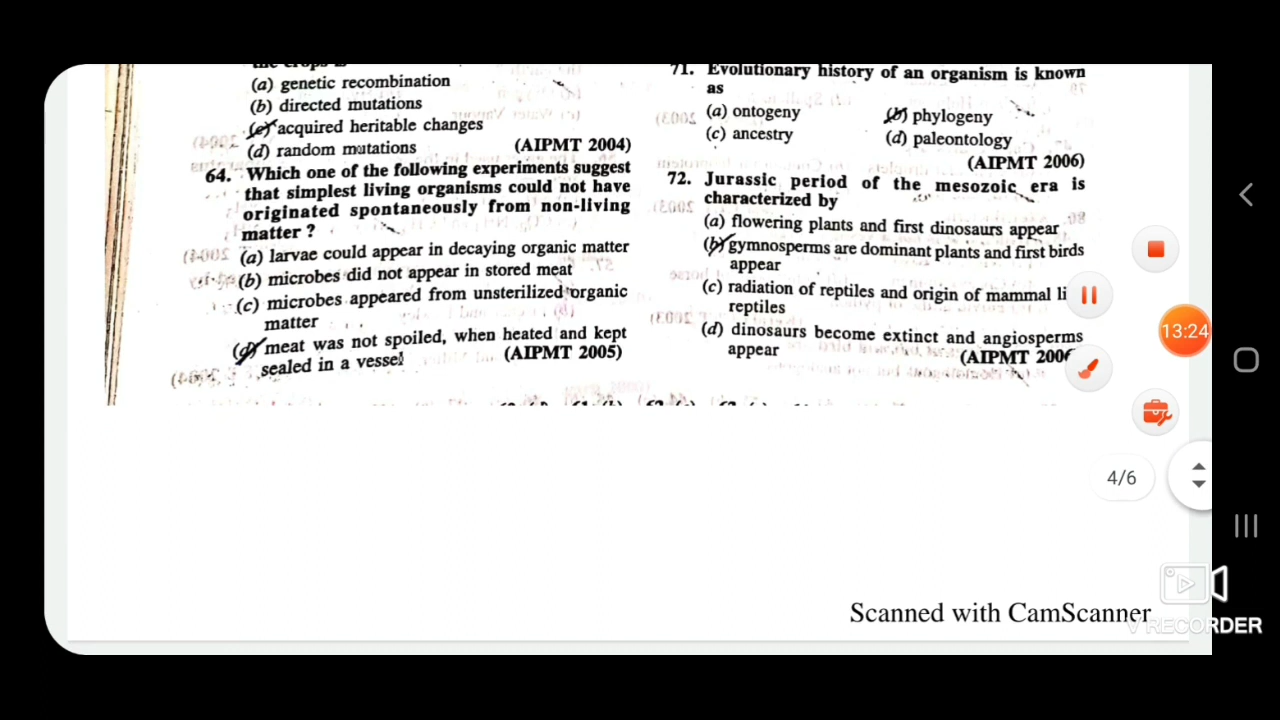 the crops is
(a) genetic recombination
(b) directed mutations
(c) acquired heritable changes
(d) random mutations (AIPMT 2004)
64. Which one of the following experiments suggest
that simplest living organisms could not have
originated spontaneously from non-living
matter ?
(a) larvae could appear in decaying organic matter
(b) microbes did not appear in stored meat
(c) microbes appeared from unsterilized organic
matter
(d) meat was not spoiled, when heated and kept
sealed in a vessel (AIPMT 2005)
71. Evolutionary history of an organism is known
as
(a) ontogeny (b) phylogeny
(c) ancestry (d) paleontology
(AIPMT 2006)
72. Jurassic period of the mesozoic era is
characterized by
(a) flowering plants and first dinosaurs appear
(b) gymnosperms are dominant plants and first birds
appear
(c) radiation of reptiles and origin of mammal li
reptiles
(d) dinosaurs become extinct and angiosperms
appear (AIPMT 2006
13:24
4/6
Scanned with CamScanner
V RECORDER